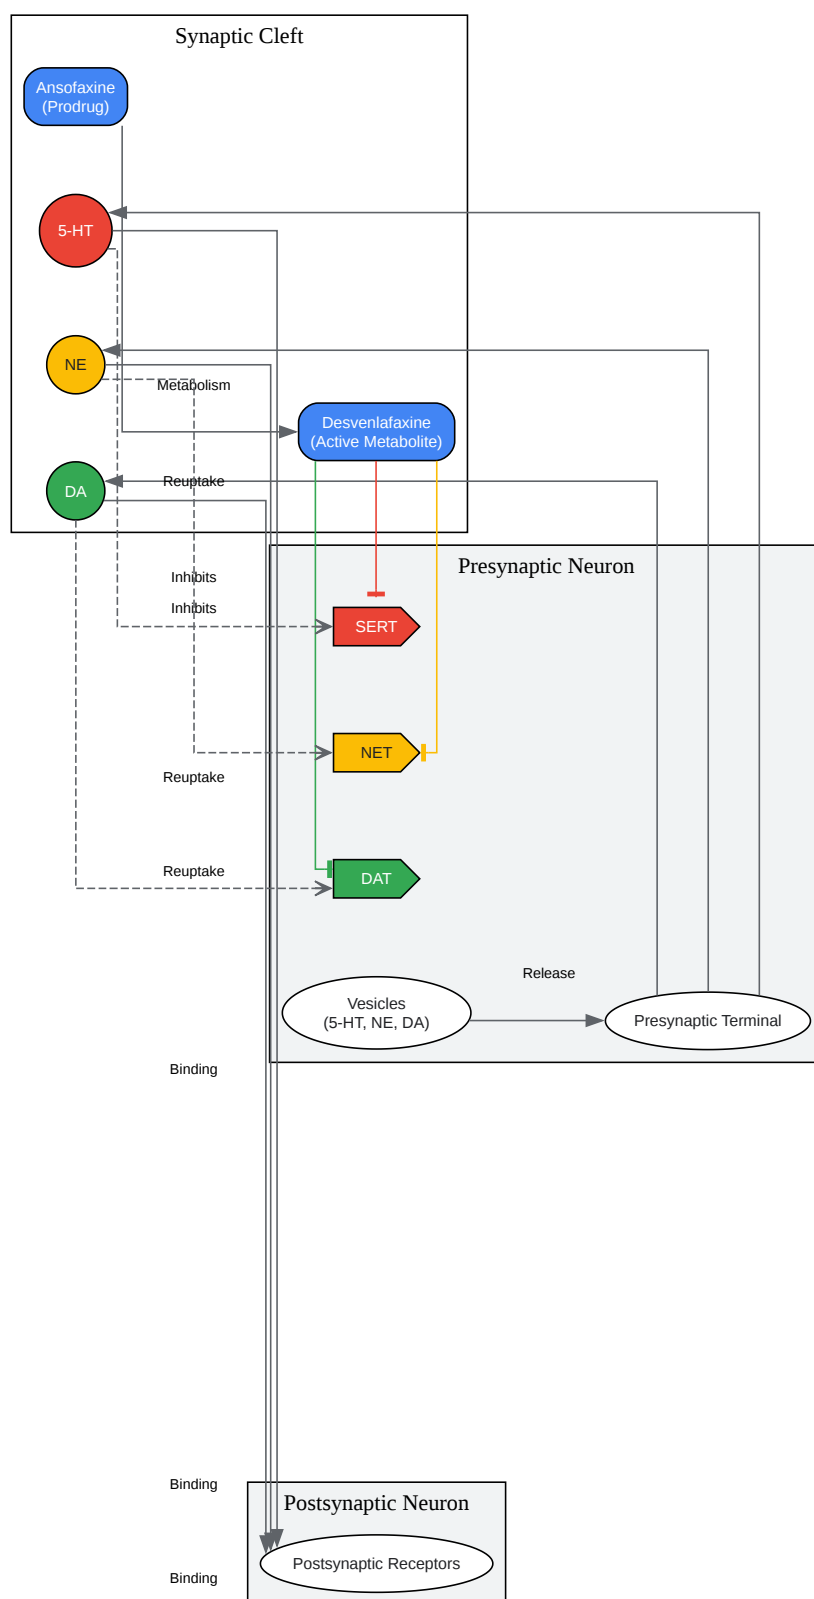 Synaptic Cleft
Ansofaxine
(Prodrug)
5-HT
NE
Metabolism
Desvenlafaxine
(Active Metabolite)
Reuptake
DA
Presynaptic Neuron
Inhibits
Inhibits
SERT
NET
Reuptake
Reuptake
DAT
Release
Vesicles
(5-HT, NE, DA)
Presynaptic Terminal
Binding
Binding
Postsynaptic Neuron
Postsynaptic Receptors
Binding